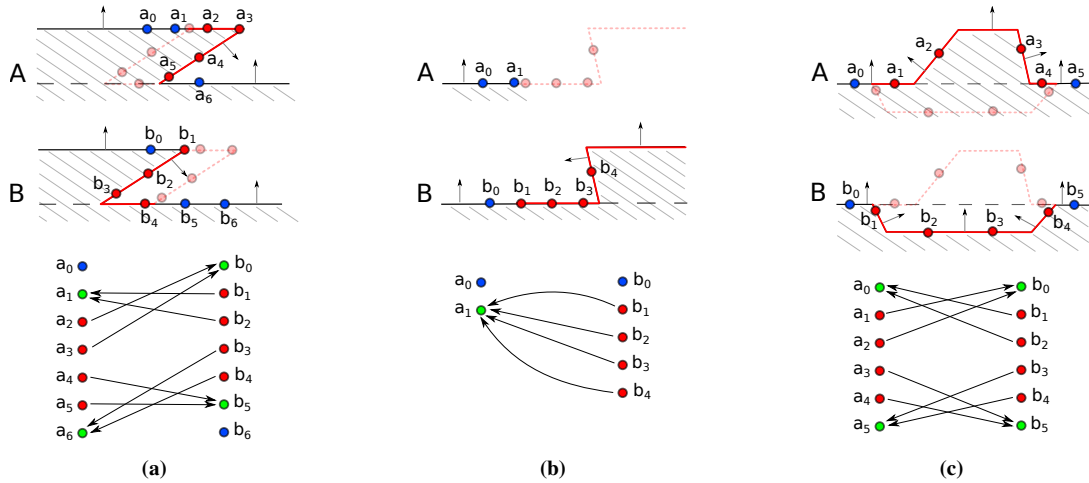 a0 a1 a2 a3
A
a5 a4
a6
b0 b1
B
b3 b2
b4 b5 b6
a0 b0
a1 b1
a2 b2
a3 b3
a4 b4
a5 b5
a6 b6
(a)
A
a0 a1
B
b4
b0 b1 b2 b3
a0 b0
a1 b1
b2
b3
b4
(b)
A
a2 a3
a0 a1 a4 a5
B
b0 b5
b1 b2 b3 b4
a0 b0
a1 b1
a2 b2
a3 b3
a4 b4
a5 b5
(c)